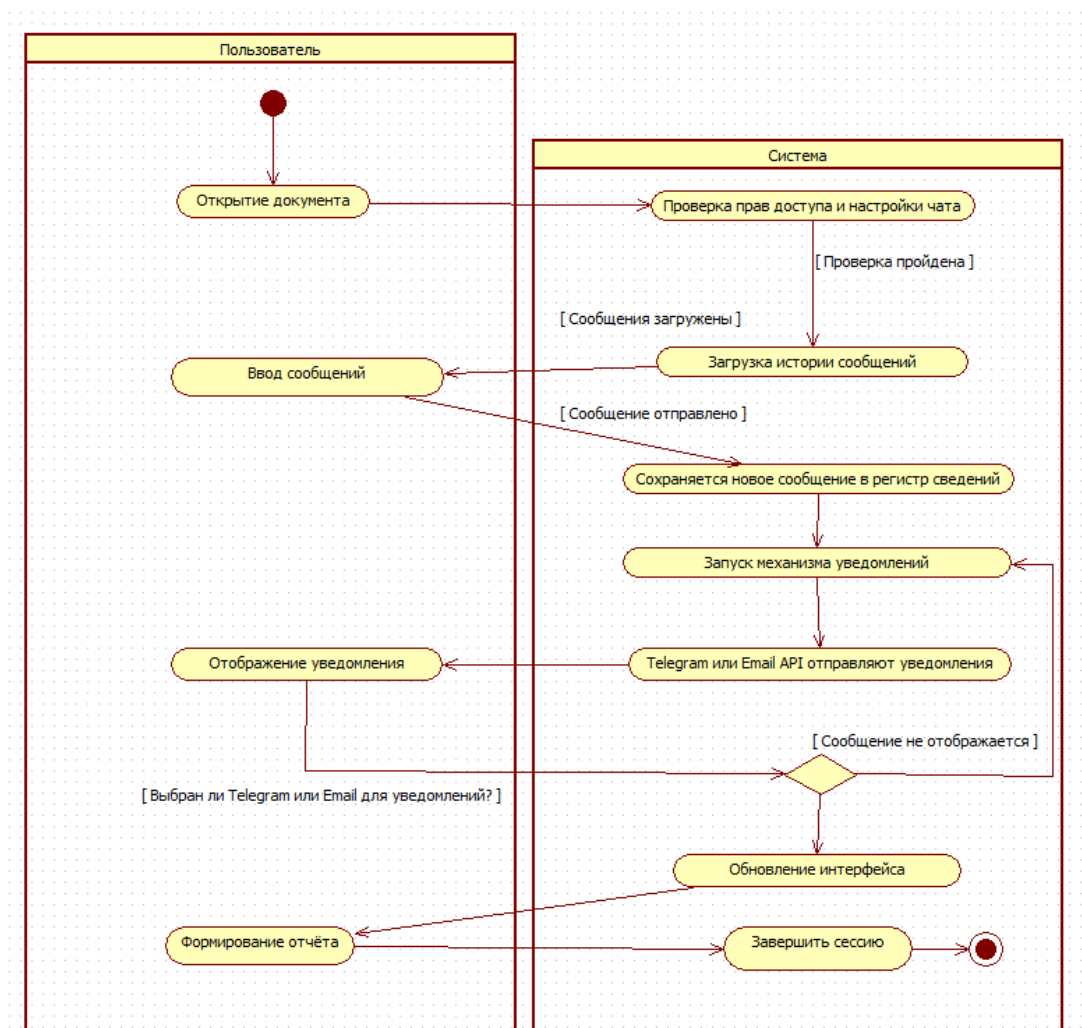 Пользователь
Система
Открытие документа
Проверка прав доступа и настройки чата
[ Проверка пройдена ]
[ Сообщения загружены ]
Загрузка истории сообщений
Ввод сообщений
[ Сообщение отправлено ]
Сохраняется новое сообщение в регистр сведений
Запуск механизма уведомлений
Отображение уведомления
Telegram или Email API отправляют уведомления
[ Сообщение не отображается ]
[ Выбран ли Telegram или Email для уведомлений? ]
Обновление интерфейса
Формирование отчёта
Завершить сессию